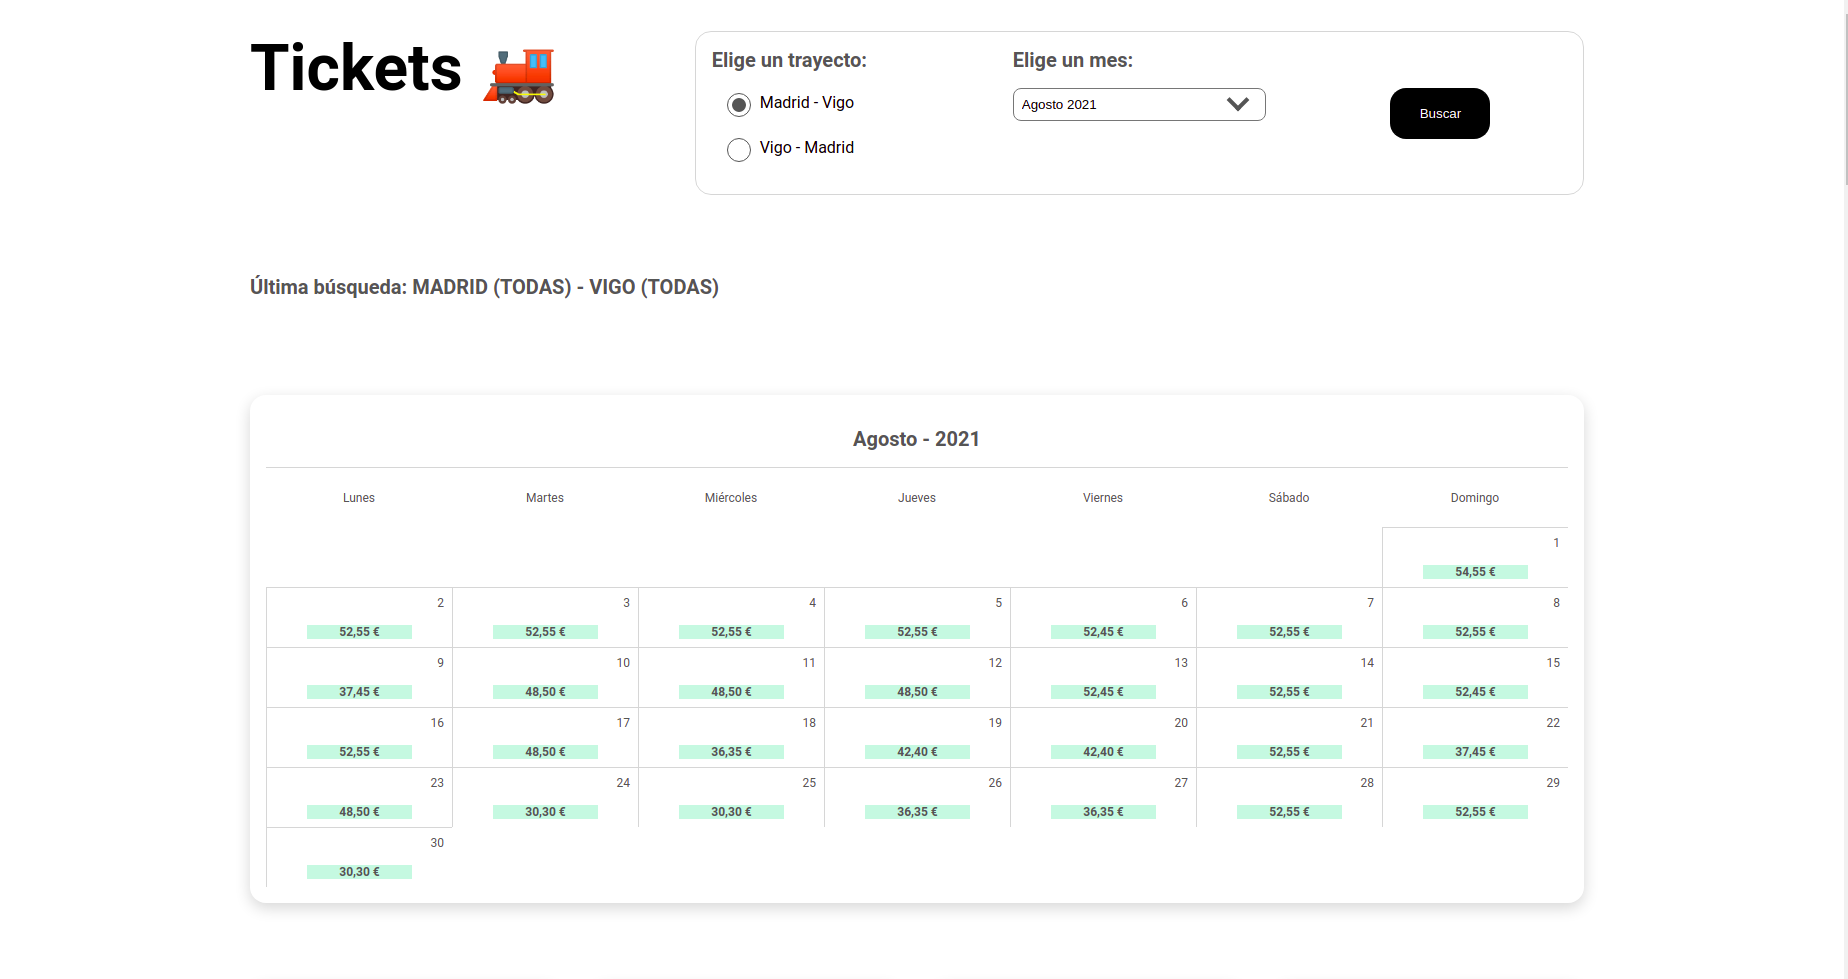 Tickets
Elige un trayecto:
Madrid - Vigo
Vigo - Madrid
Elige un mes:
Agosto 2021
Buscar
Última búsqueda: MADRID (TODAS) - VIGO (TODAS)
Agosto - 2021
Lunes Martes Miércoles Jueves Viernes Sábado Domingo
1
54,55 €
2 3 4 5 6 7 8
52,55 € 52,55 € 52,55 € 52,55 € 52,45 € 52,55 € 52,55 €
9 10 11 12 13 14 15
37,45 € 48,50 € 48,50 € 48,50 € 52,45 € 52,55 € 52,45 €
16 17 18 19 20 21 22
52,55 € 48,50 € 36,35 € 42,40 € 42,40 € 52,55 € 37,45 €
23 24 25 26 27 28 29
48,50 € 30,30 € 30,30 € 36,35 € 36,35 € 52,55 € 52,55 €
30
30,30 €